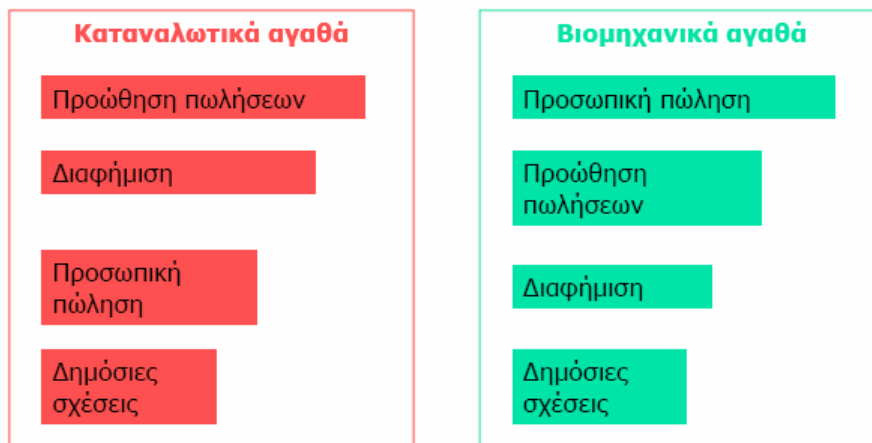 Καταναλωτικά αγαθά
Προώθηση πωλήσεων
Διαφήμιση
Προσωπική
πώληση
Δημόσιες
σχέσεις
Βιομηχανικά αγαθά
Προσωπική πώληση
Προώθηση
πωλήσεων
Διαφήμιση
Δημόσιες
σχέσεις